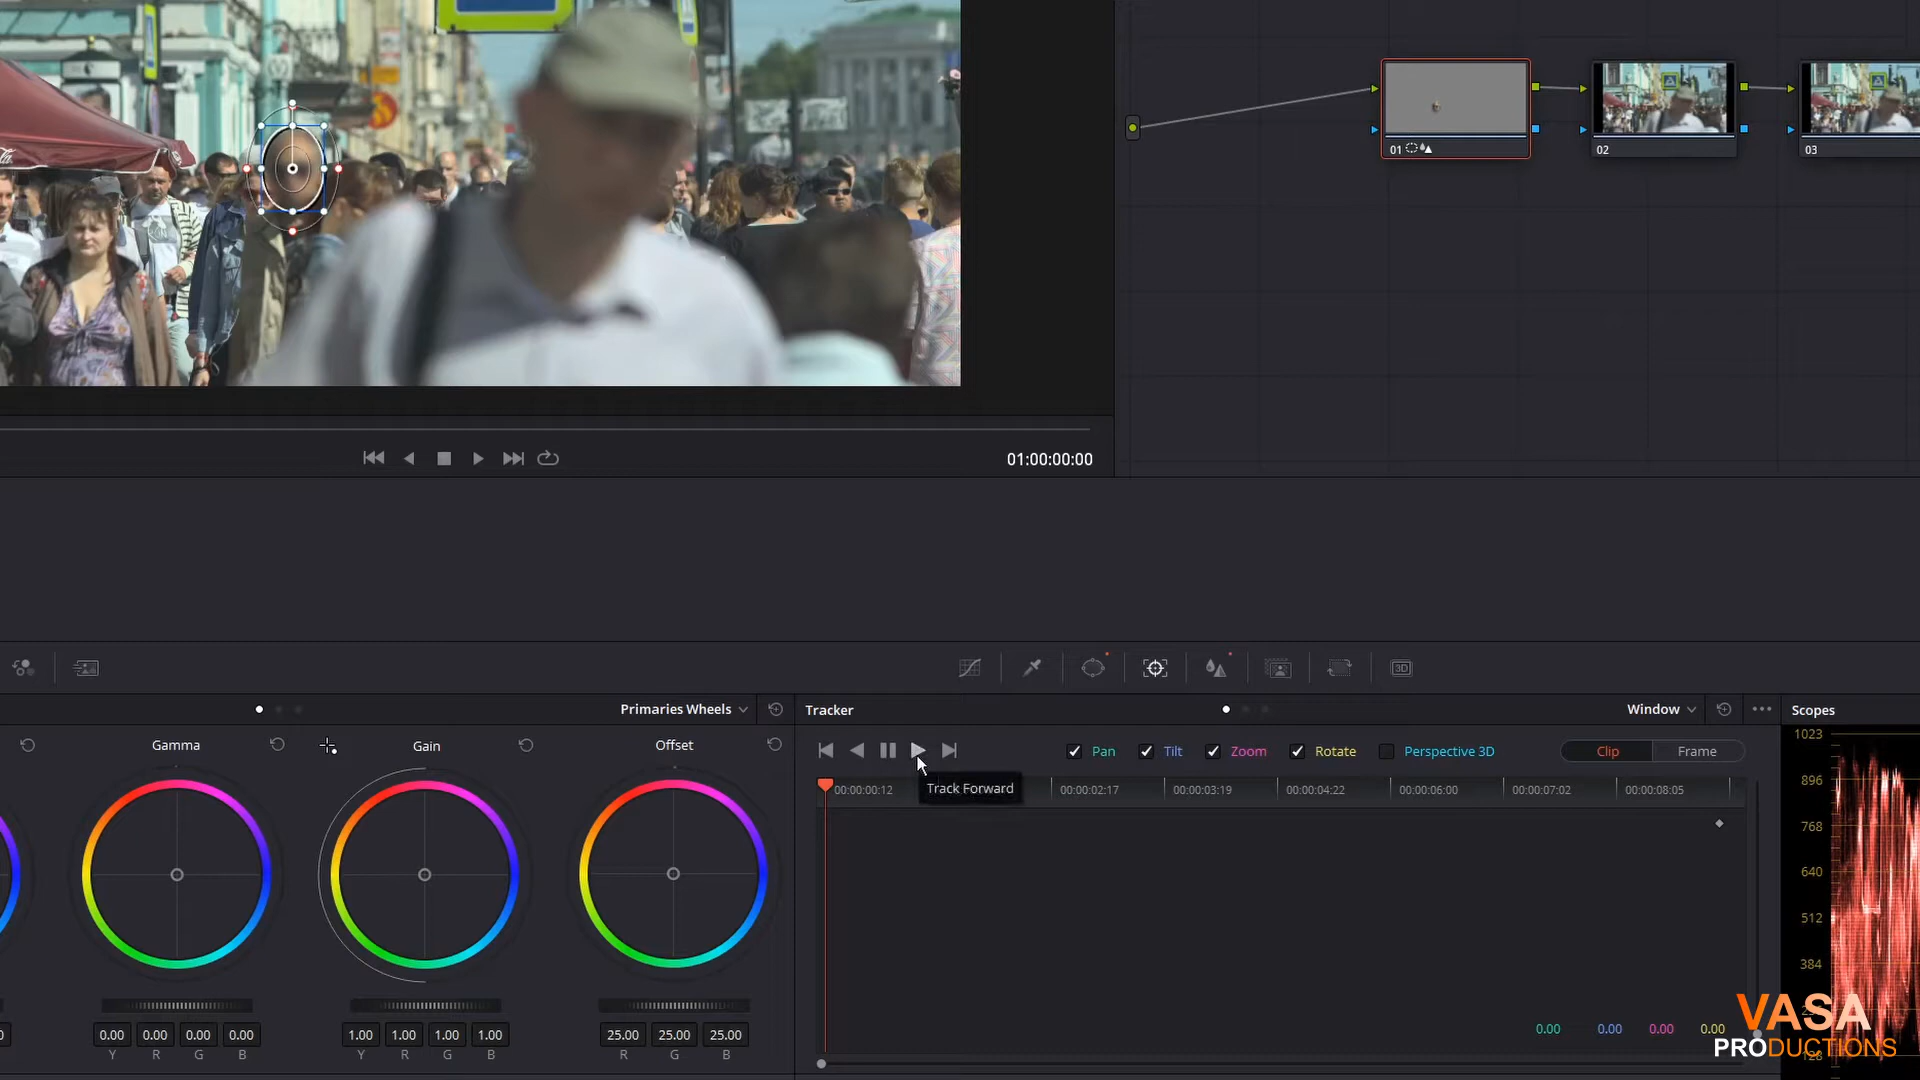 01
02
03
01:00:00:00
3D
Primaries Wheels
Tracker
Window
Scopes
Gamma
Gain
Offset
Pan
Tilt
Zoom
Rotate
Perspective 3D
Clip
Frame
Track Forward
00:00:00:12
00:00:02:17
00:00:03:19
00:00:04:22
00:00:06:00
00:00:07:02
00:00:08:05
1023
896
768
640
512
384
128
0.00 0.00 0.00 0.00
Y R G B
1.00 1.00 1.00 1.00
Y R G B
25.00 25.00 25.00
R G B
0.00 0.00 0.00 0.00
VASA
PRODUCTIONS